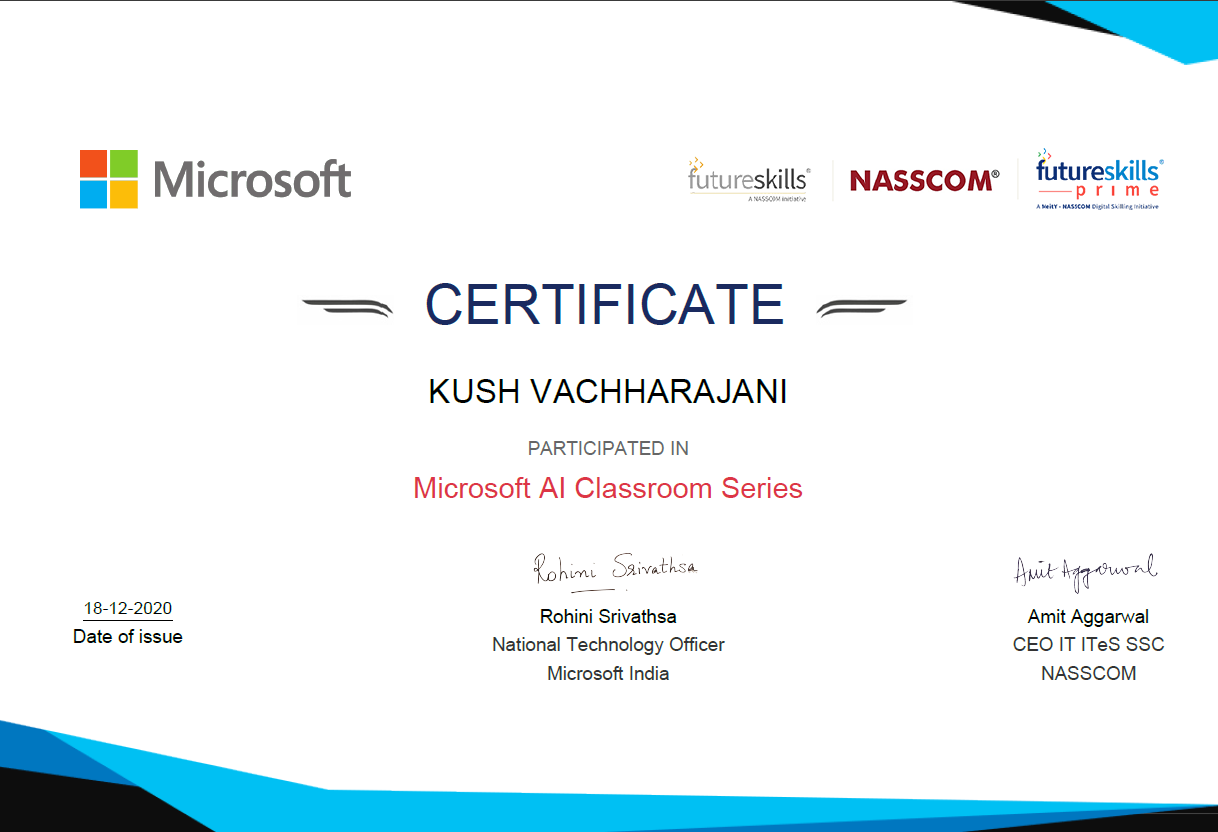 Microsoft
futureskills®
A NASSCOM Initiative
NASSCOM®
futureskills®
prime
A MeitY - NASSCOM Digital Skilling Initiative
CERTIFICATE
KUSH VACHHARAJANI
PARTICIPATED IN
Microsoft AI Classroom Series
Rohini Srivathsa
Amit Aggarwal
18-12-2020
Date of issue
Rohini Srivathsa
National Technology Officer
Microsoft India
Amit Aggarwal
CEO IT ITeS SSC
NASSCOM